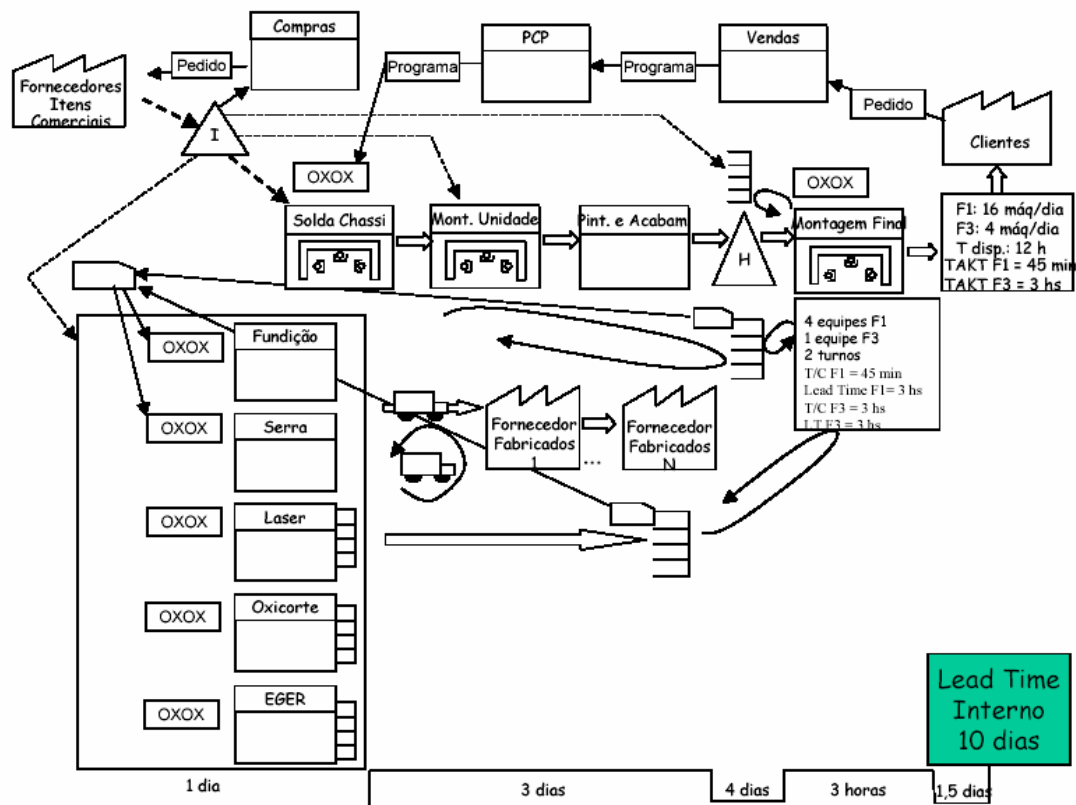 Compras
PCP
Vendas
Pedido
Programa
Programa
Pedido
Fornecedores
Itens
Comerciais
I
Clientes
OXOX
OXOX
Solda Chassi
Mont. Unidade
Pint. e Acabam
H
Montagem Final
F1: 16 máq/dia
F3: 4 máq/dia
T disp.: 12 h
TAKT F1 = 45 min
TAKT F3 = 3 hs
4 equipes F1
1 equipe F3
2 turnos
T/C F1 = 45 min
Lead Time F1= 3 hs
T/C F3 = 3 hs
LT F3 = 3 hs
OXOX
Fundição
OXOX
Serra
Fornecedor
Fabricados
1
...
Fornecedor
Fabricados
N
OXOX
Laser
OXOX
Oxicorte
OXOX
EGER
Lead Time
Interno
10 dias
1 dia
3 dias
4 dias
3 horas
1,5 dias